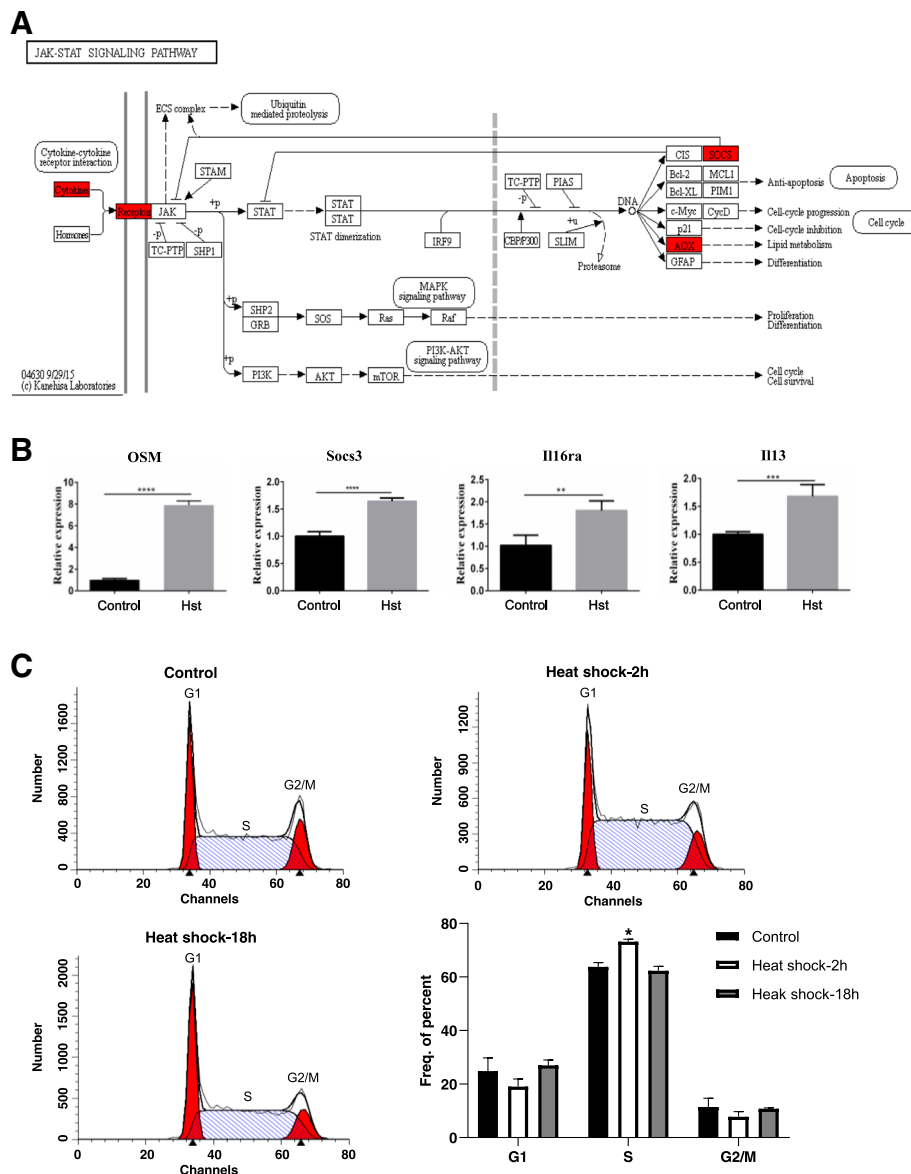 A
JAK-STAT SIGNALING PATHWAY
ECS complex
Ubiquitin
mediated proteolysis
Cytokine-cytokine
receptor interaction
STAM
CIS
SOCS
Bcl-2
MCL1
Bcl-XL
PIM1
Anti-apoptosis
Apoptosis
TC-PTP
PIAS
-p
DNA
Cytokine
Receptor
JAK
+p
STAT
STAT
STAT
STAT dimerization
c-Myc
CycD
Cell-cycle progression
Cell cycle
+u
Hormones
-p
-p
TC-PTP
SHP1
IRF9
CBP/P300
SLIM
p21
Cell-cycle inhibition
AOX
Lipid metabolism
GFAP
Differentiation
Proteasome
MAPK
signaling pathway
+p
SHP2
GRB
SOS
Ras
Raf
Proliferation
Differentiation
PI3K-AKT
signaling pathway
+p
PI3K
AKT
mTOR
Cell cycle
Cell survival
04630 9/29/15
(c) Kanehisa Laboratories
B
OSM
Relative expression
10
8
6
4
2
0
****
Control
Hst
Socs3
Relative expression
2.0
1.5
1.0
0.5
0.0
****
Control
Hst
Il16ra
Relative expression
2.5
2.0
1.5
1.0
0.5
0.0
**
Control
Hst
Il13
Relative expression
2.0
1.5
1.0
0.5
0.0
***
Control
Hst
C
Control
G1
S
G2/M
Number
1600
1200
800
400
0
0 20 40 60 80
Channels
Heat shock-2h
G1
S
G2/M
Number
1200
900
600
300
0
0 20 40 60 80
Channels
Heat shock-18h
G1
S
G2/M
Number
2000
1500
1000
500
0
0 20 40 60 80
Channels
Freq. of percent
80
60
40
20
0
*
G1 S G2/M
Control
Heat shock-2h
Heak shock-18h